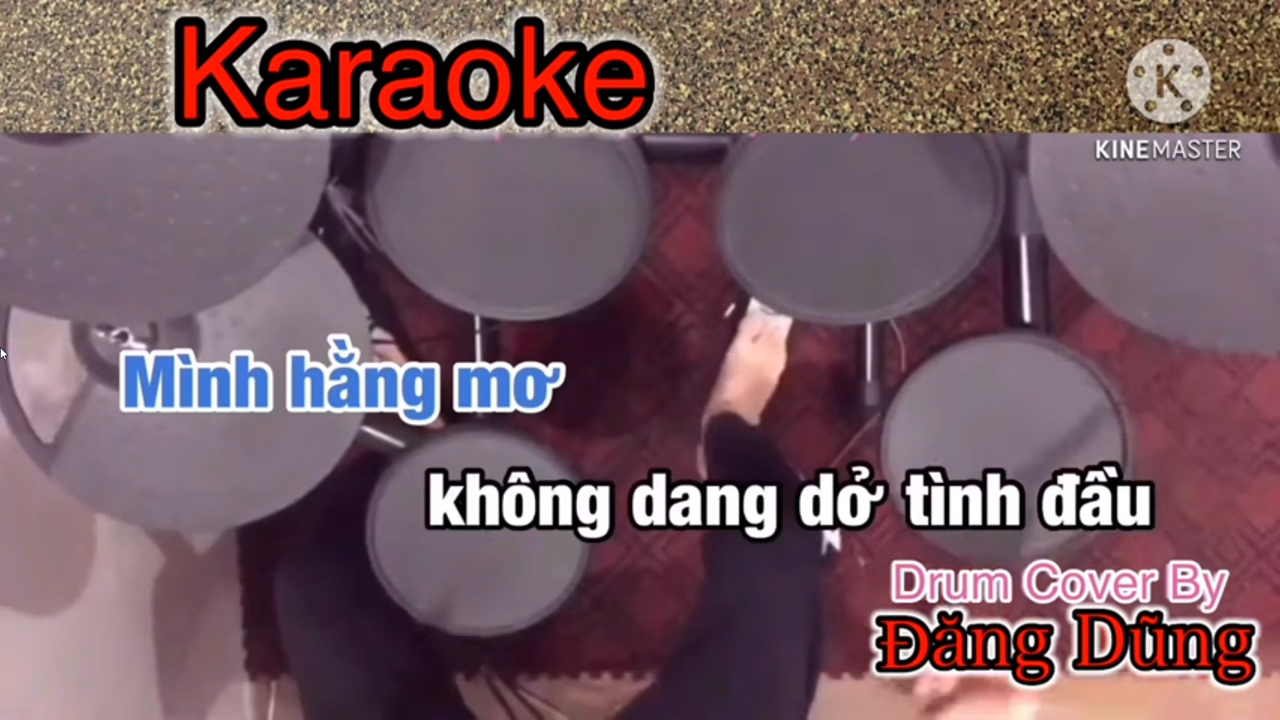 Karaoke
K
KINEMASTER
Mình hằng mơ
không dang dở tình đầu
Drum Cover By
Đăng Dũng